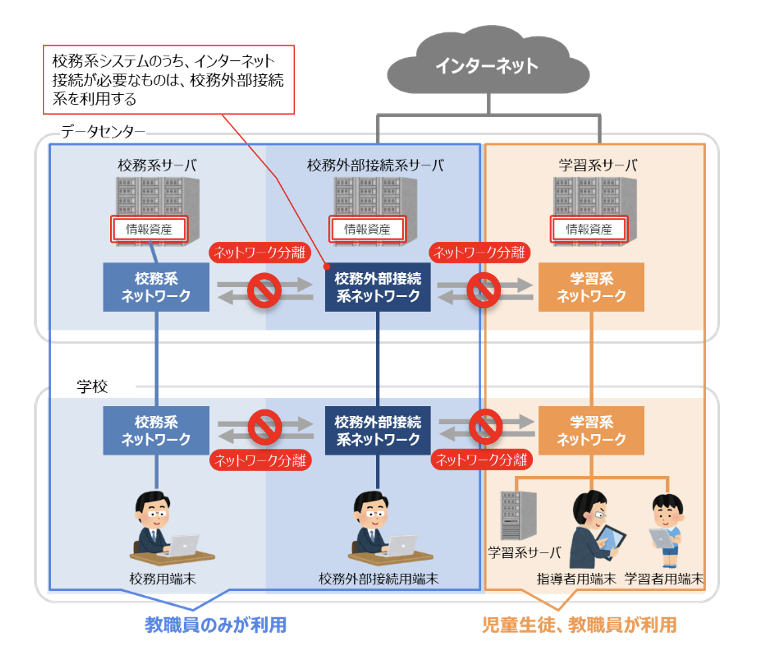 校務系システムのうち、インターネット
接続が必要なものは、校務外部接続
系を利用する
インターネット
データセンター
校務系サーバ
校務外部接続系サーバ
学習系サーバ
情報資産
情報資産
情報資産
ネットワーク分離
ネットワーク分離
校務系
ネットワーク
校務外部接続
系ネットワーク
学習系
ネットワーク
学校
校務系
ネットワーク
校務外部接続
系ネットワーク
学習系
ネットワーク
ネットワーク分離
ネットワーク分離
学習系サーバ
校務用端末
校務外部接続用端末
指導者用端末
学習者用端末
教職員のみが利用
児童生徒、教職員が利用